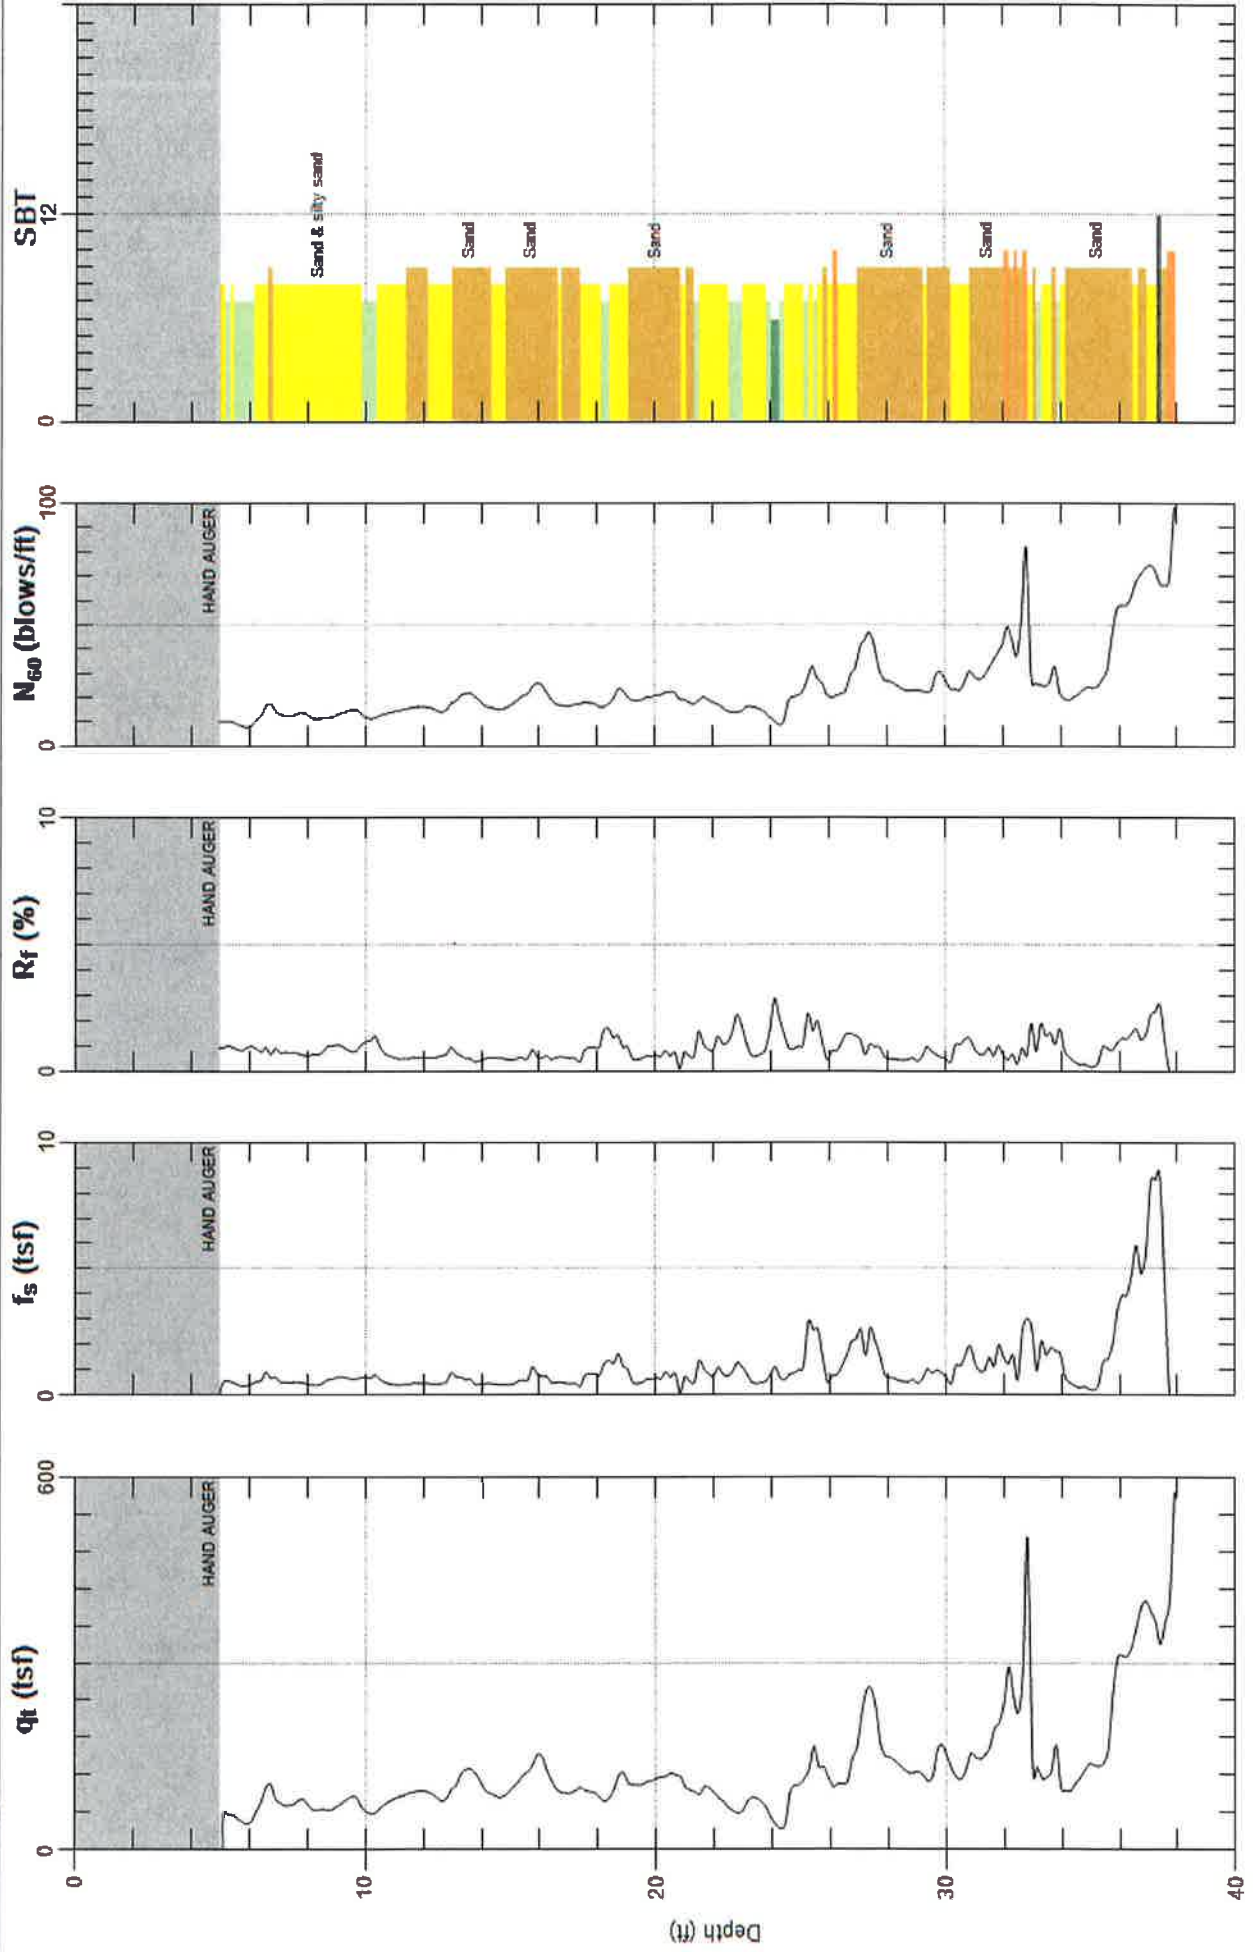 qt (tsf)
0
600
HAND AUGER
fs (tsf)
0
10
HAND AUGER
Rf (%)
0
10
HAND AUGER
N60 (blows/ft)
0
100
HAND AUGER
SBT
0
12
Sand & silty sand
Sand
Sand
Sand
Sand
Sand
Sand
Depth (ft)
0
10
20
30
40